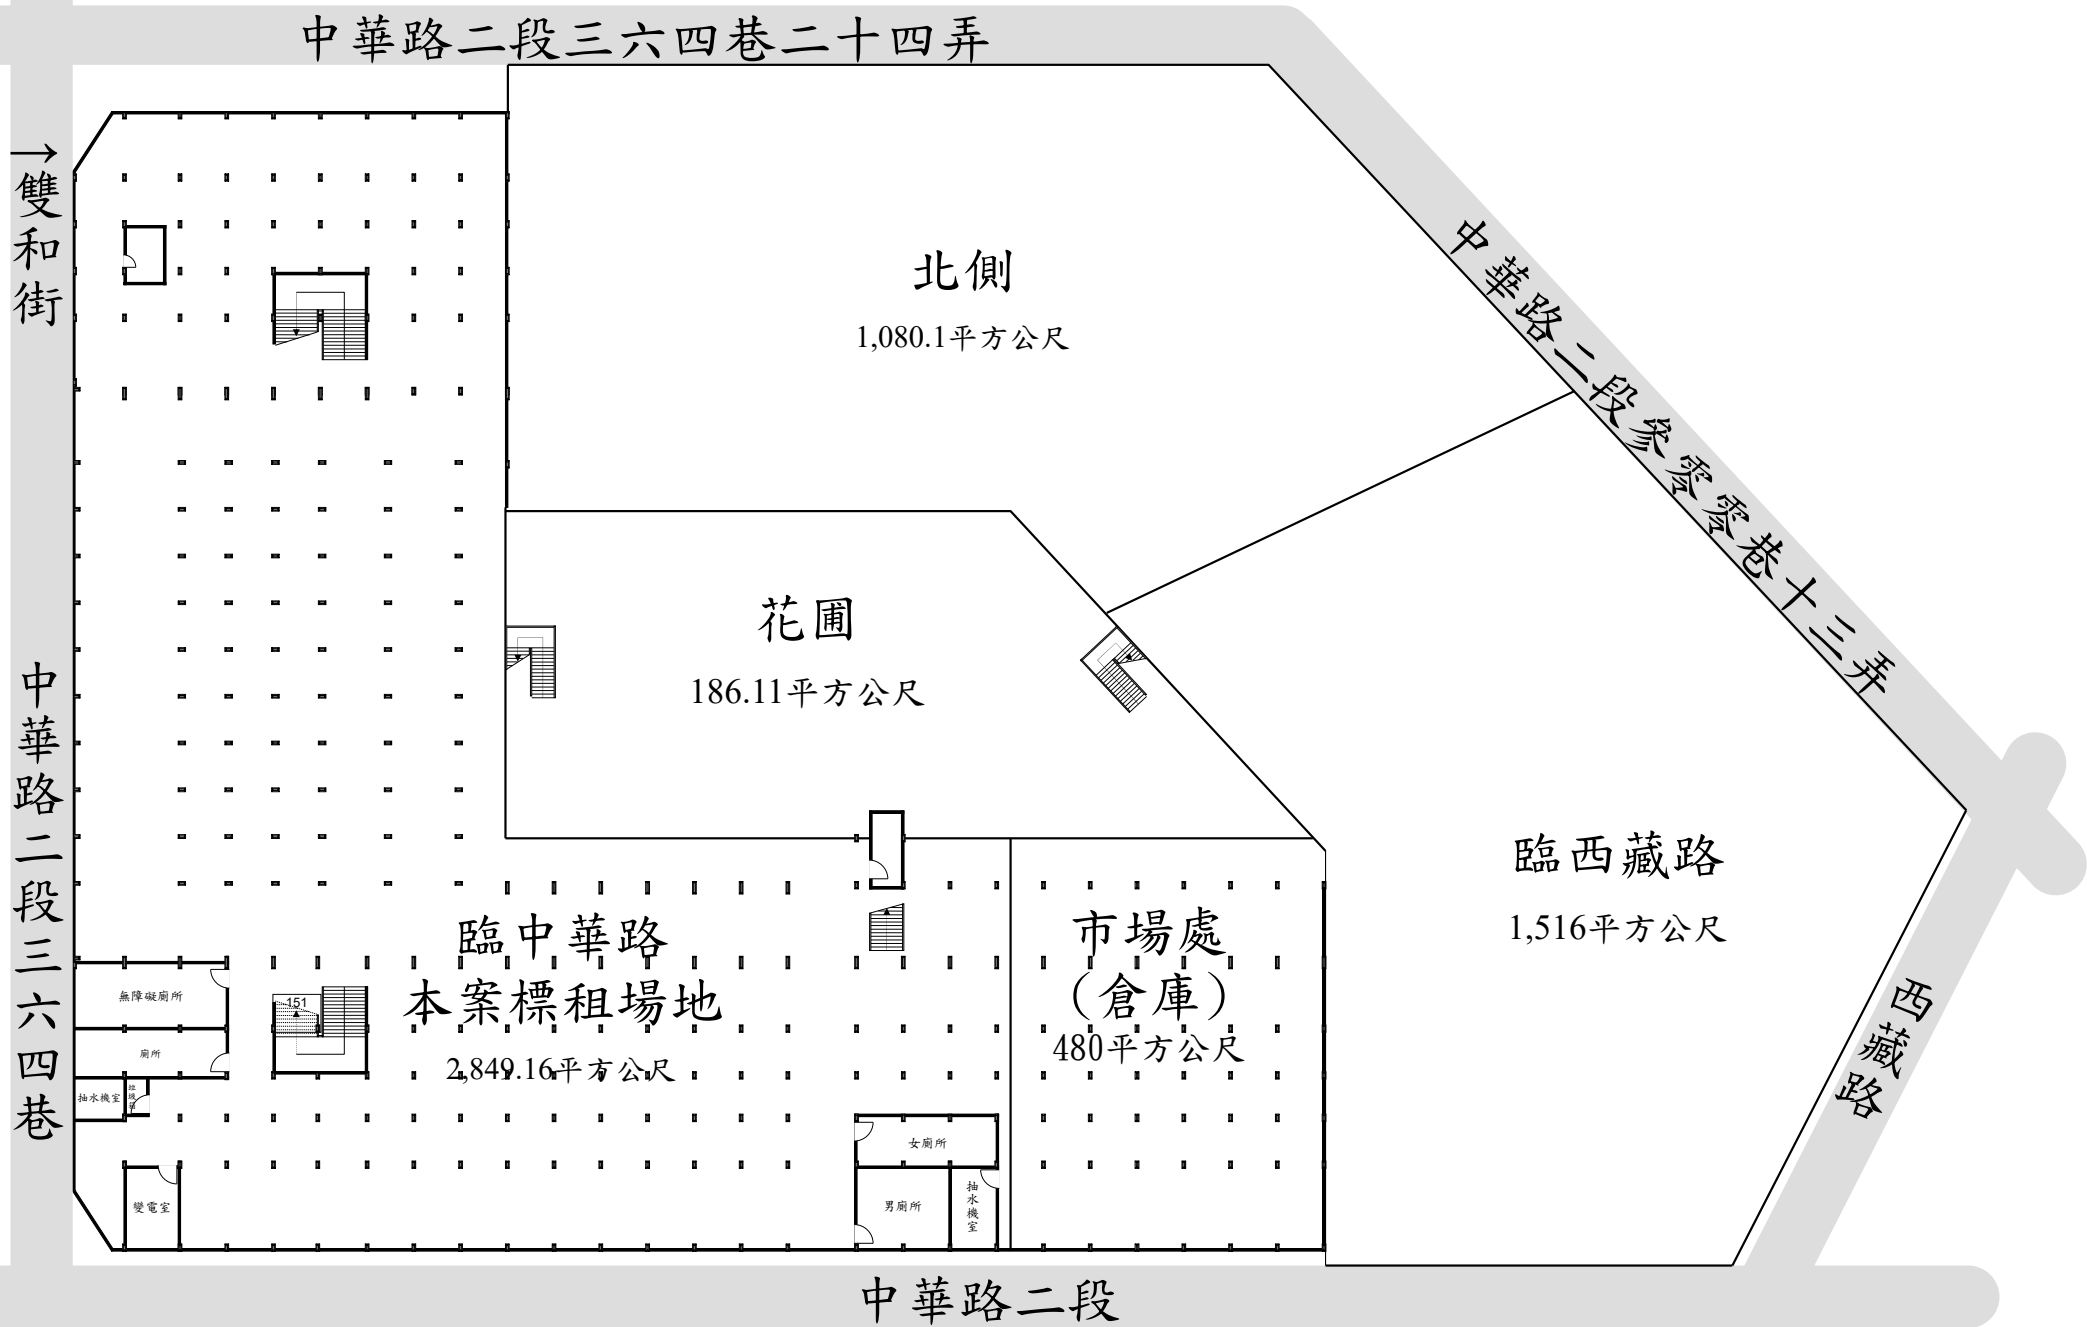 中華路二段三六四巷二十四弄
→雙和街
北側
1,080.1平方公尺
中華路二段參零零巷十三弄
花圃
186.11平方公尺
中華路二段三六四巷
臨西藏路
1,516平方公尺
臨中華路
本案標租場地
2,849.16平方公尺
市場處
（倉庫）
480平方公尺
西藏路
無障礙廁所
151
廁所
抽水機室
女廁所
變電室
男廁所
抽水機室
中華路二段